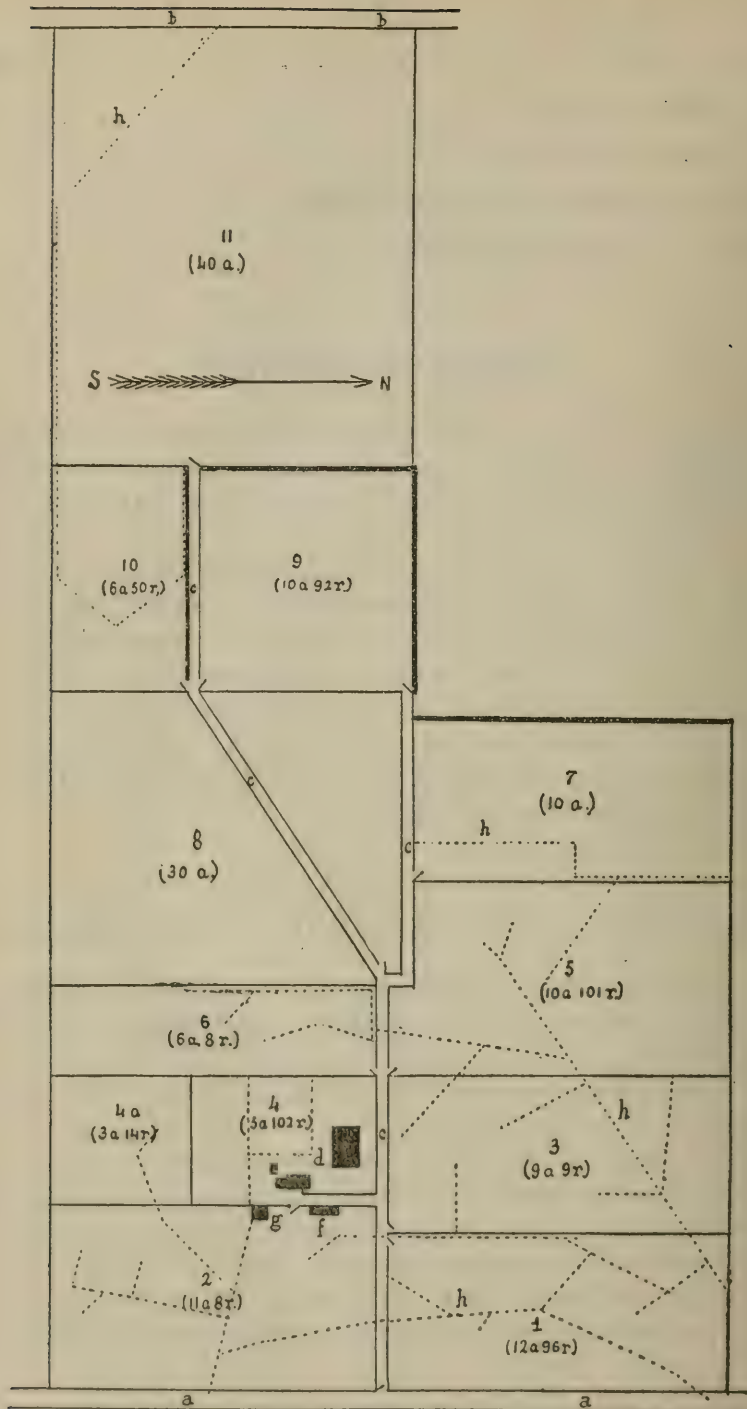 b b
h
11
(40 a.)
S N
10
(6a 50r.)
9
(10a 92r.)
c
7
(10 a.)
h
c
c
8
(30 a.)
5
(10a 101r.)
6
(6a 8r.)
4a
(3a 14r.)
4
(5a 102r.)
d
c
h
3
(9a 9r.)
g f
2
(11a 8r.)
h
1
(12a 96r.)
a a